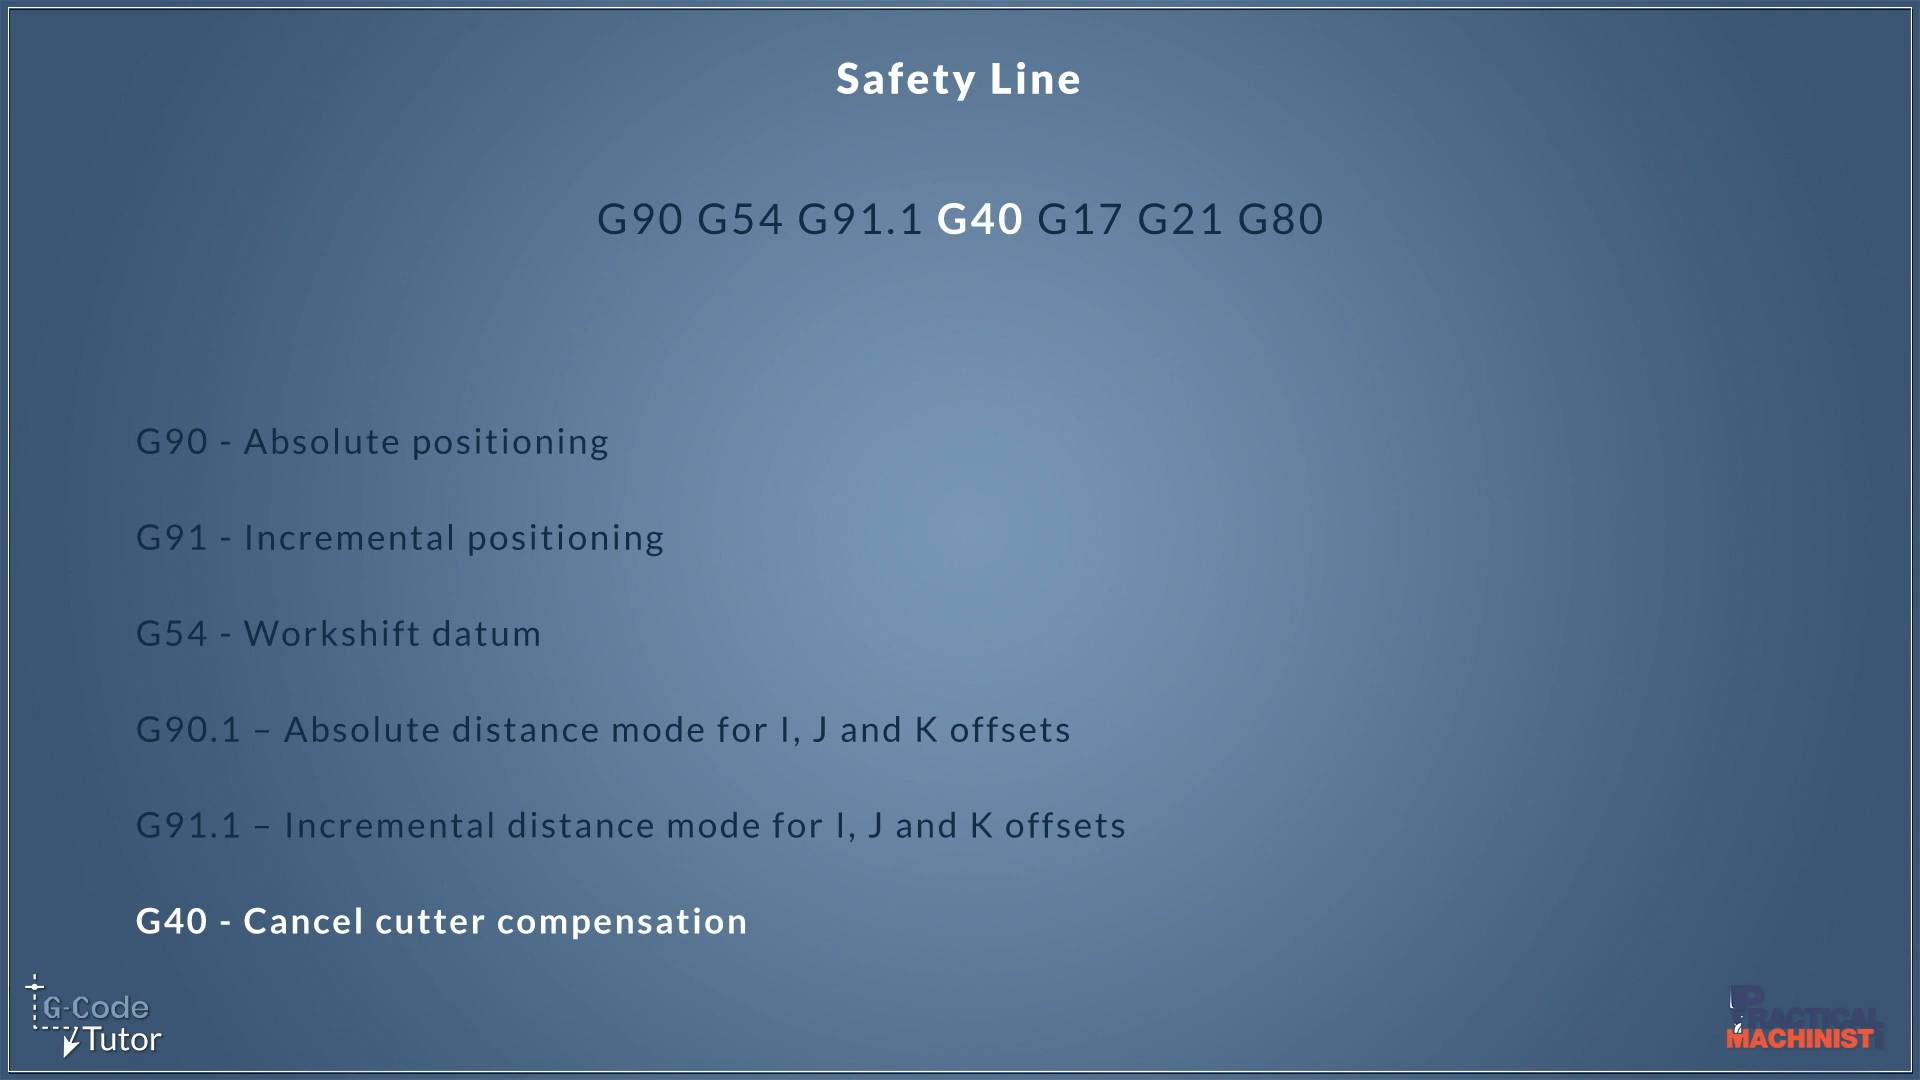 Safety Line
G90 G54 G91.1 G40 G17 G21 G80
G90 - Absolute positioning
G91 - Incremental positioning
G54 - Workshift datum
G90.1 – Absolute distance mode for I, J and K offsets
G91.1 – Incremental distance mode for I, J and K offsets
G40 - Cancel cutter compensation
G-Code
Tutor
PRACTICAL
MACHINIST